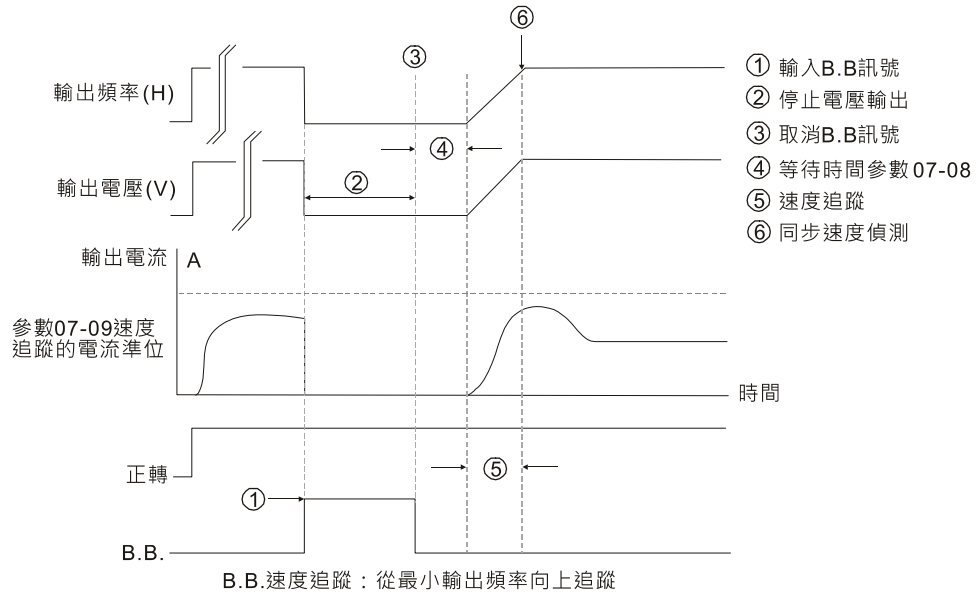 ⑥
③
輸出頻率(H)
④
②
輸出電壓(V)
輸出電流
A
參數07-09速度
追蹤的電流準位
時間
正轉
⑤
①
B.B.
① 輸入B.B訊號
② 停止電壓輸出
③ 取消B.B訊號
④ 等待時間參數07-08
⑤ 速度追蹤
⑥ 同步速度偵測
B.B.速度追蹤：從最小輸出頻率向上追蹤